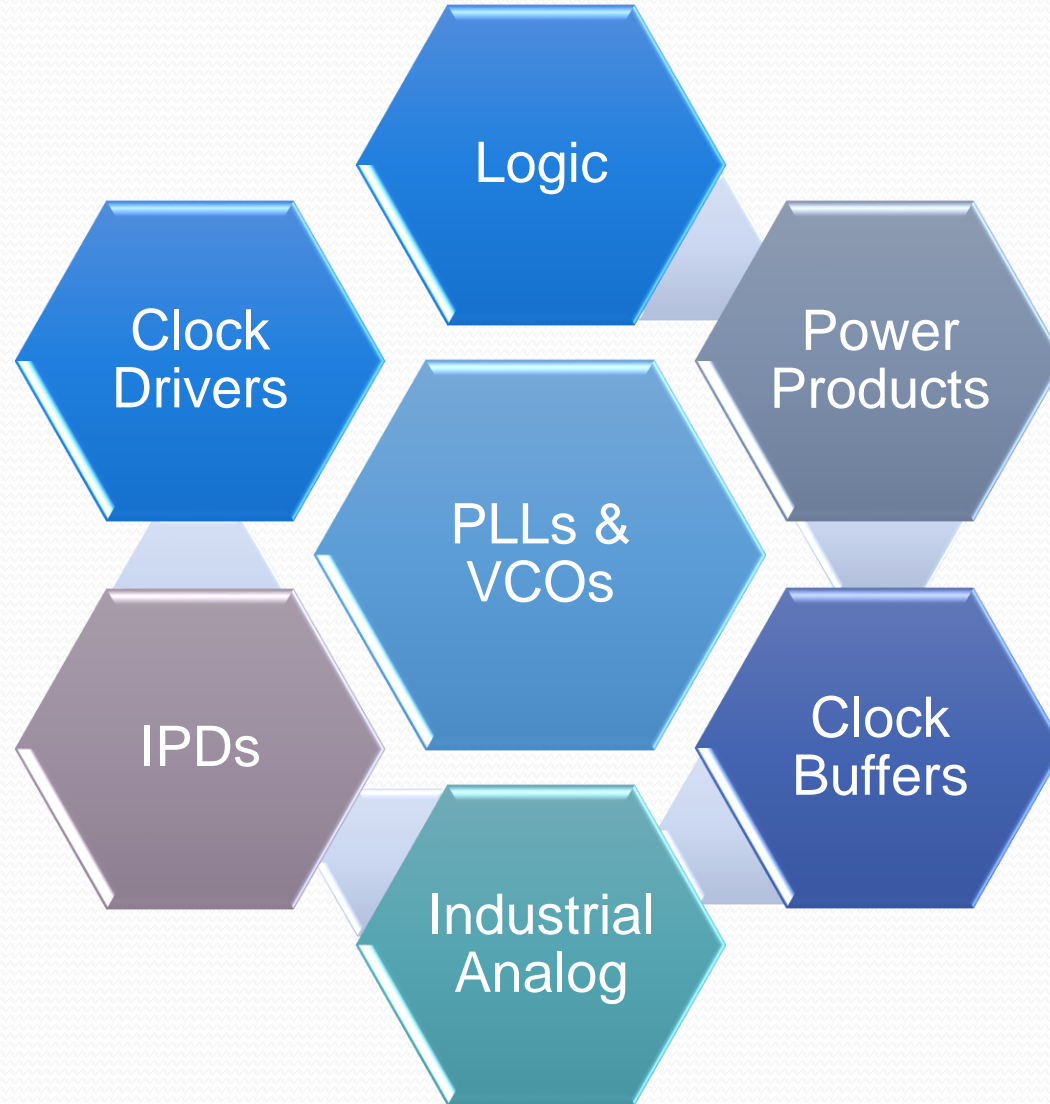 Logic
Clock
Drivers
Power
Products
PLLs &
VCOs
IPDs
Clock
Buffers
Industrial
Analog